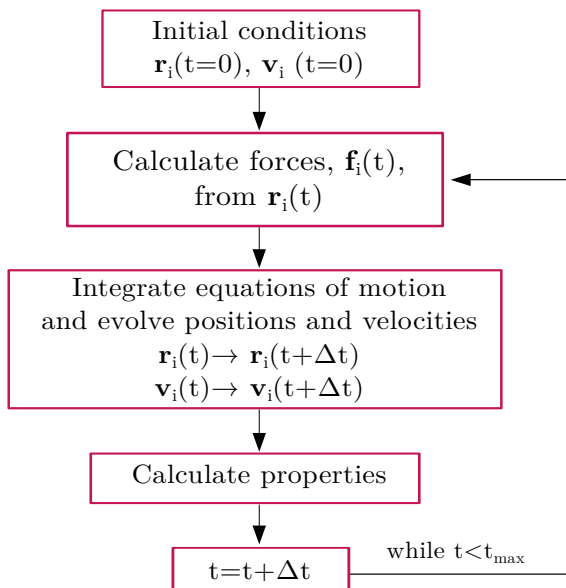 Initial conditions
rᵢ(t=0), vᵢ (t=0)
Calculate forces, fᵢ(t),
from rᵢ(t)
Integrate equations of motion
and evolve positions and velocities
rᵢ(t)→ rᵢ(t+Δt)
vᵢ(t)→ vᵢ(t+Δt)
Calculate properties
t=t+Δt
while t<t_max